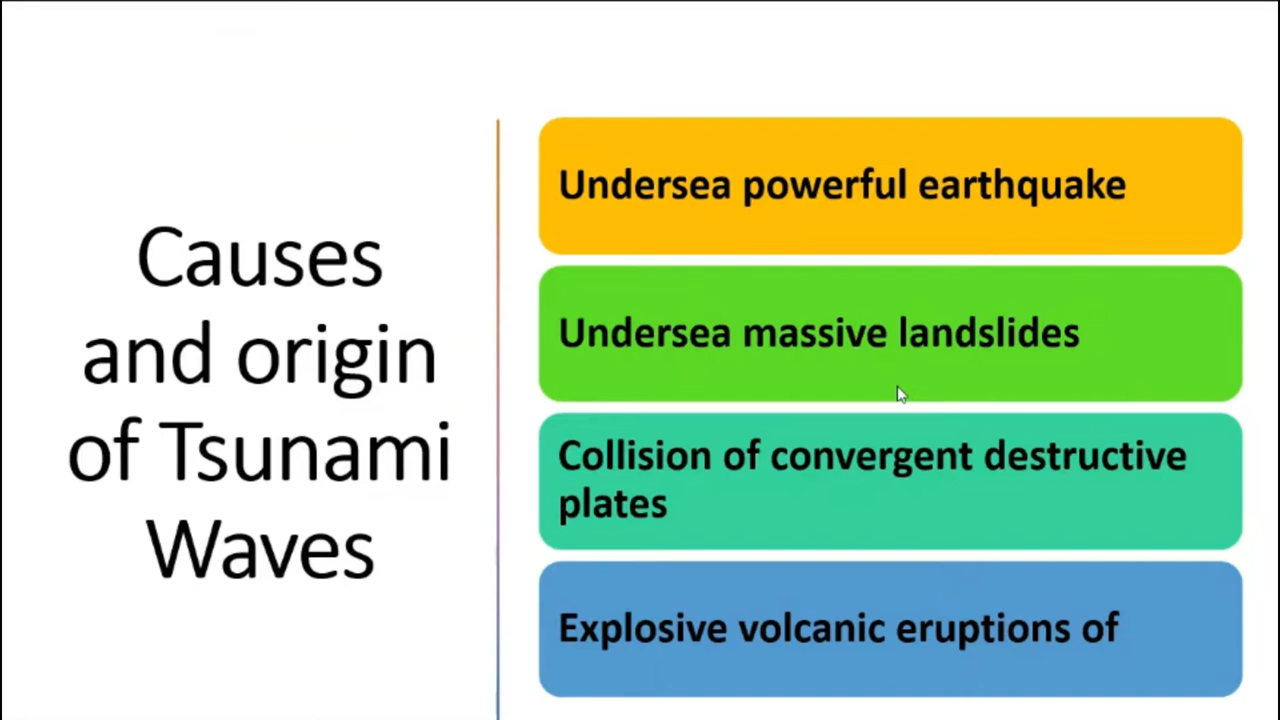 Causes
and origin
of Tsunami
Waves
Undersea powerful earthquake
Undersea massive landslides
Collision of convergent destructive
plates
Explosive volcanic eruptions of